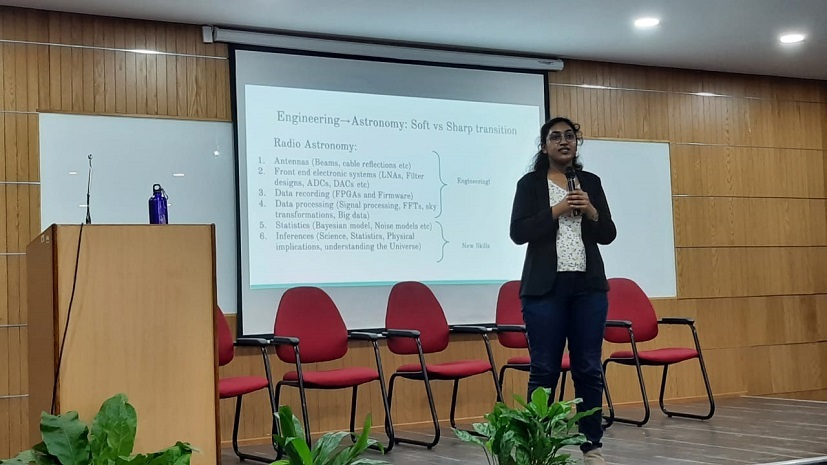 Engineering→Astronomy: Soft vs Sharp transition
Radio Astronomy:
1. Antennas (Beams, cable reflections etc)
2. Front end electronic systems (LNAs, Filter
designs, ADCs, DACs etc)
3. Data recording (FPGAs and Firmware)
4. Data processing (Signal processing, FFTs, sky
transformations, Big data)
5. Statistics (Bayesian model, Noise models etc)
6. Inferences (Science, Statistics, Physical
implications, understanding the Universe)
Engineering!
New Skills